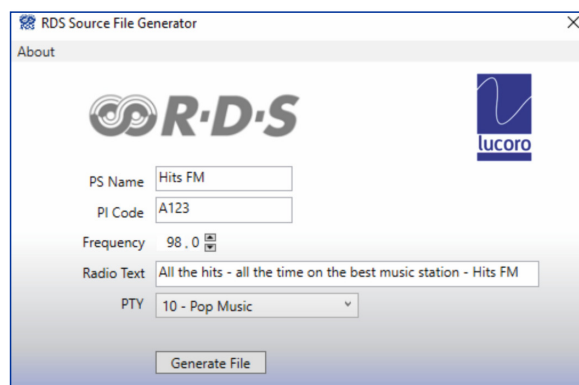 RDS Source File Generator
About
R·D·S
lucoro
PS Name Hits FM
PI Code A123
Frequency 98 . 0
Radio Text All the hits - all the time on the best music station - Hits FM
PTY 10 - Pop Music
Generate File